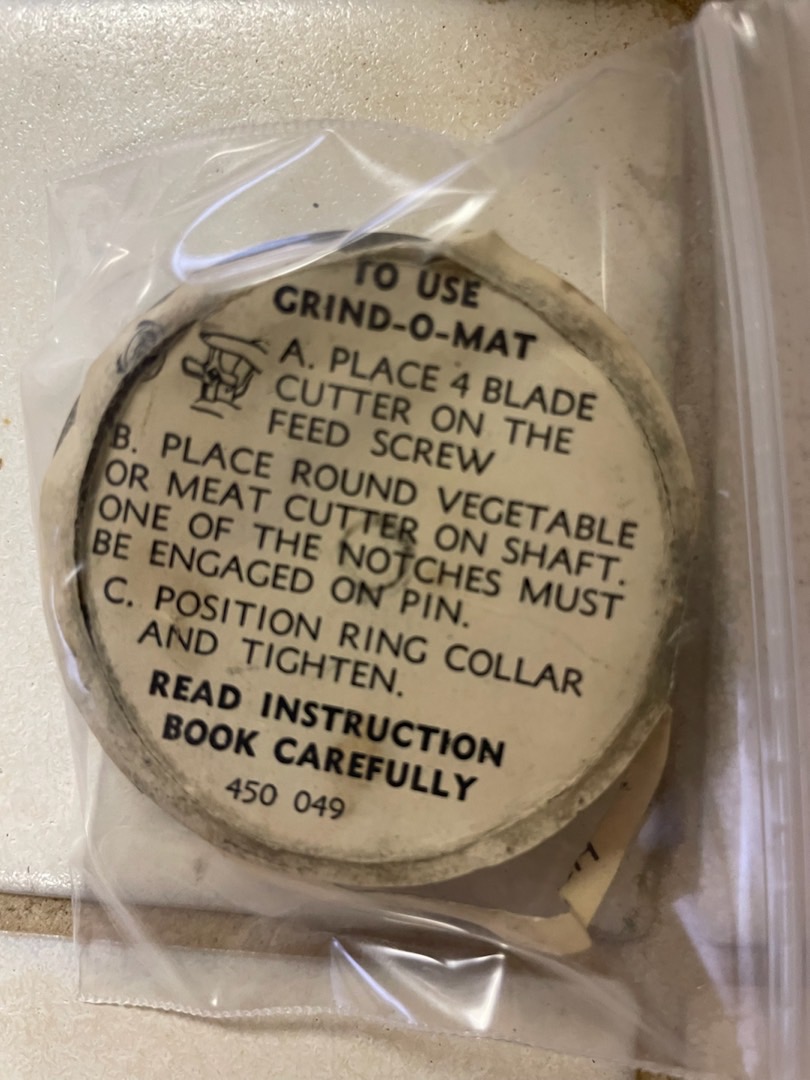 TO USE
GRIND-O-MAT
A. PLACE 4 BLADE
CUTTER ON THE
FEED SCREW
B. PLACE ROUND VEGETABLE
OR MEAT CUTTER ON SHAFT.
ONE OF THE NOTCHES MUST
BE ENGAGED ON PIN.
C. POSITION RING COLLAR
AND TIGHTEN.
READ INSTRUCTION
BOOK CAREFULLY
450 049